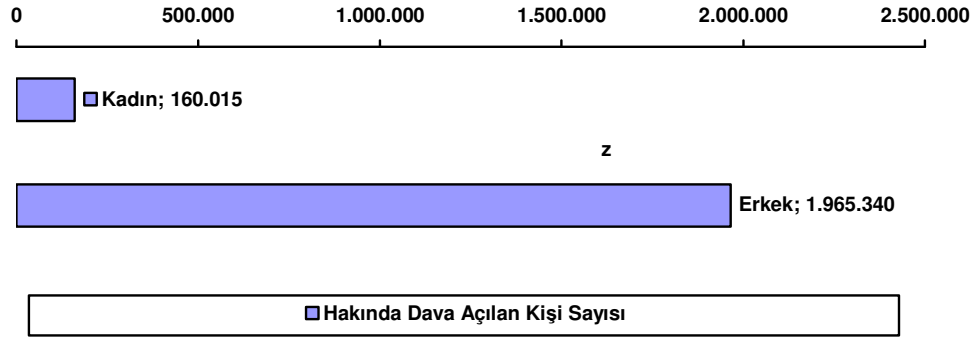 0 500.000 1.000.000 1.500.000 2.000.000 2.500.000
Kadın; 160.015
z
Erkek; 1.965.340
Hakında Dava Açılan Kişi Sayısı